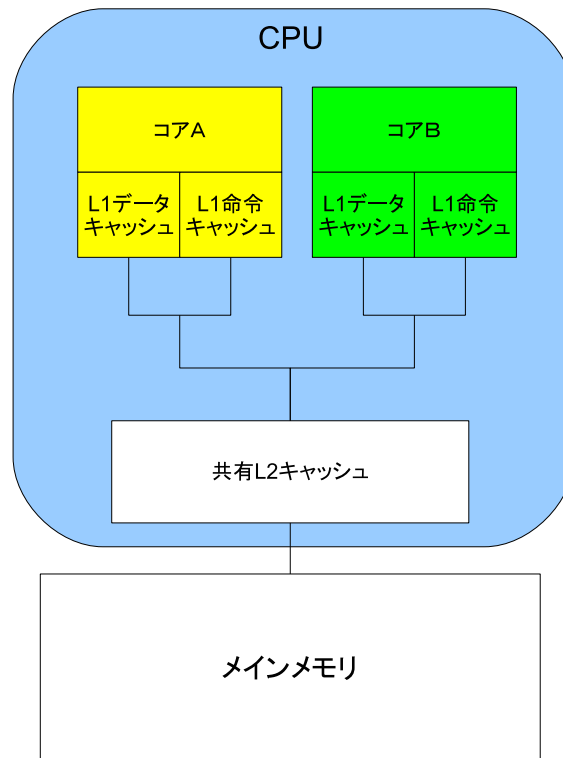 CPU
コアA
コアB
L1データ
キャッシュ
L1命令
キャッシュ
L1データ
キャッシュ
L1命令
キャッシュ
共有L2キャッシュ
メインメモリ